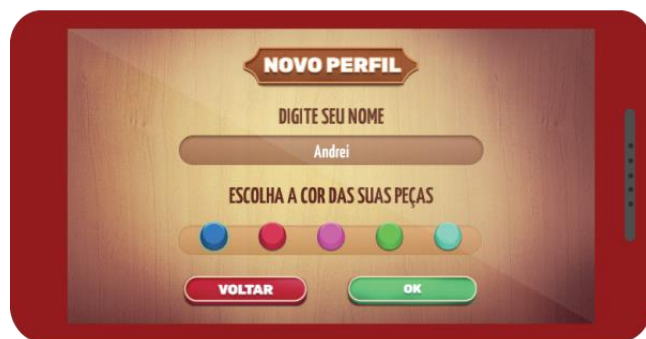 NOVO PERFIL
DIGITE SEU NOME
Andrei
ESCOLHA A COR DAS SUAS PEÇAS
VOLTAR OK